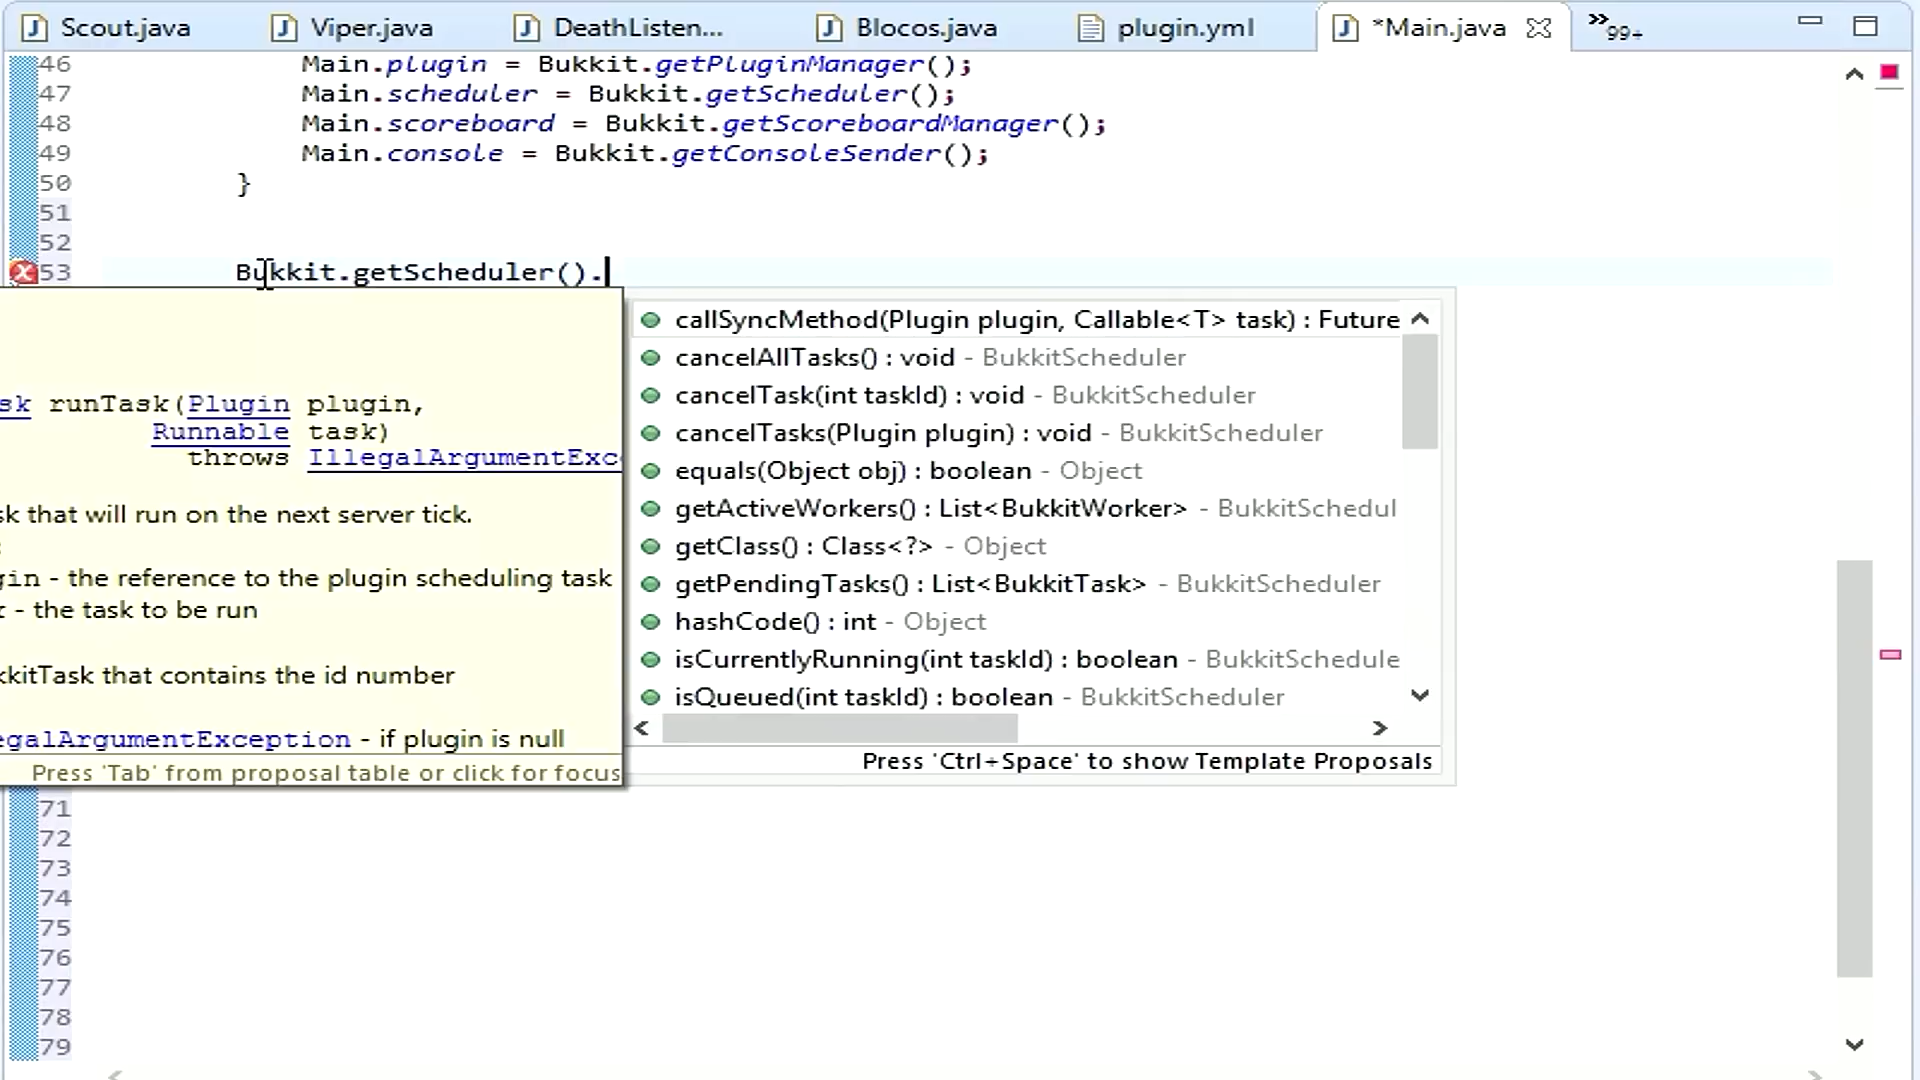 Scout.java Viper.java DeathListen... Blocos.java plugin.yml *Main.java 99+
46 Main.plugin = Bukkit.getPluginManager();
47 Main.scheduler = Bukkit.getScheduler();
48 Main.scoreboard = Bukkit.getScoreboardManager();
49 Main.console = Bukkit.getConsoleSender();
50 }
51
52
53 Bukkit.getScheduler().
sk runTask(Plugin plugin,
Runnable task)
throws IllegalArgumentExc
sk that will run on the next server tick.
:
gin - the reference to the plugin scheduling task
- the task to be run
kkitTask that contains the id number
egalArgumentException - if plugin is null
Press 'Tab' from proposal table or click for focus
callSyncMethod(Plugin plugin, Callable<T> task) : Future
cancelAllTasks() : void - BukkitScheduler
cancelTask(int taskId) : void - BukkitScheduler
cancelTasks(Plugin plugin) : void - BukkitScheduler
equals(Object obj) : boolean - Object
getActiveWorkers() : List<BukkitWorker> - BukkitSchedul
getClass() : Class<?> - Object
getPendingTasks() : List<BukkitTask> - BukkitScheduler
hashCode() : int - Object
isCurrentlyRunning(int taskId) : boolean - BukkitSchedule
isQueued(int taskId) : boolean - BukkitScheduler
Press 'Ctrl+Space' to show Template Proposals
71
72
73
74
75
76
77
78
79